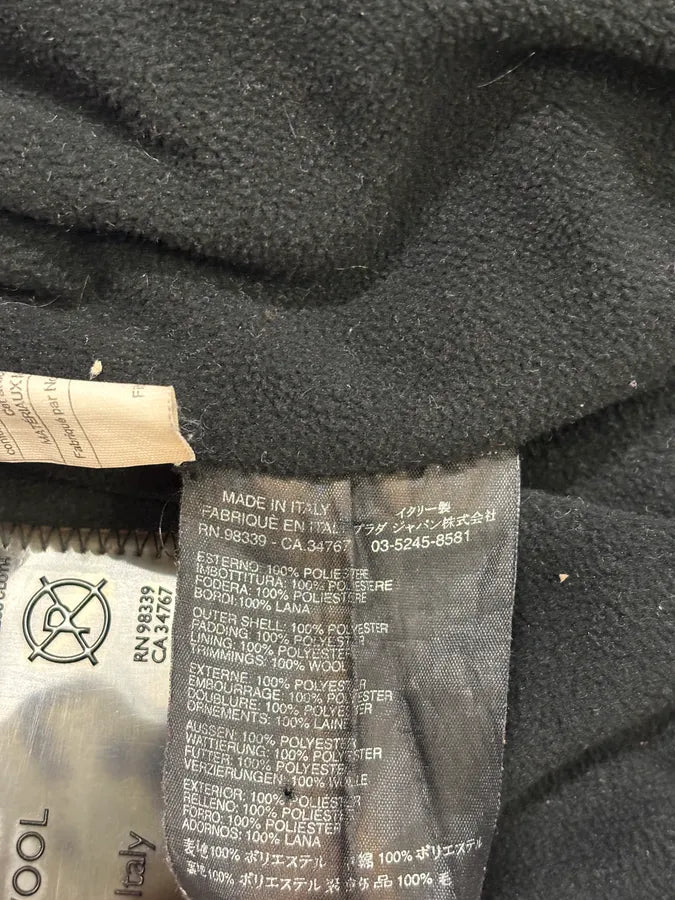 MATÉRIAUX
Fabriqué par
MADE IN ITALY
FABRIQUÉ EN ITAL
RN.98339 - CA.34767
イタリー製
プラダ ジャパン株式会社
03-5245-8581
ESTERNO: 100% POLIESTERE
IMBOTTITURA: 100% POLIESTERE
FODERA: 100% POLIESTERE
BORDI: 100% LANA
OUTER SHELL: 100% POLYESTER
PADDING: 100% POLYESTER
LINING: 100% POLYESTER
TRIMMINGS: 100% WOOL
EXTERNE: 100% POLYESTER
EMBOURRAGE: 100% POLYESTER
DOUBLURE: 100% POLYESTER
ORNEMENTS: 100% LAINE
AUSSEN: 100% POLYESTER
WATTIERUNG: 100% POLYESTER
FUTTER: 100% POLYESTER
VERZIERUNGEN: 100% WOLLE
EXTERIOR: 100% POLIESTER
RELLENO: 100% POLIESTER
FORRO: 100% POLIESTER
ADORNOS: 100% LANA
表地100% ポリエステル 綿 100% ポリエステル
裏地100% ポリエステル 装飾品 100% 毛
RN 98339
CA 34767
WOOL
Italy